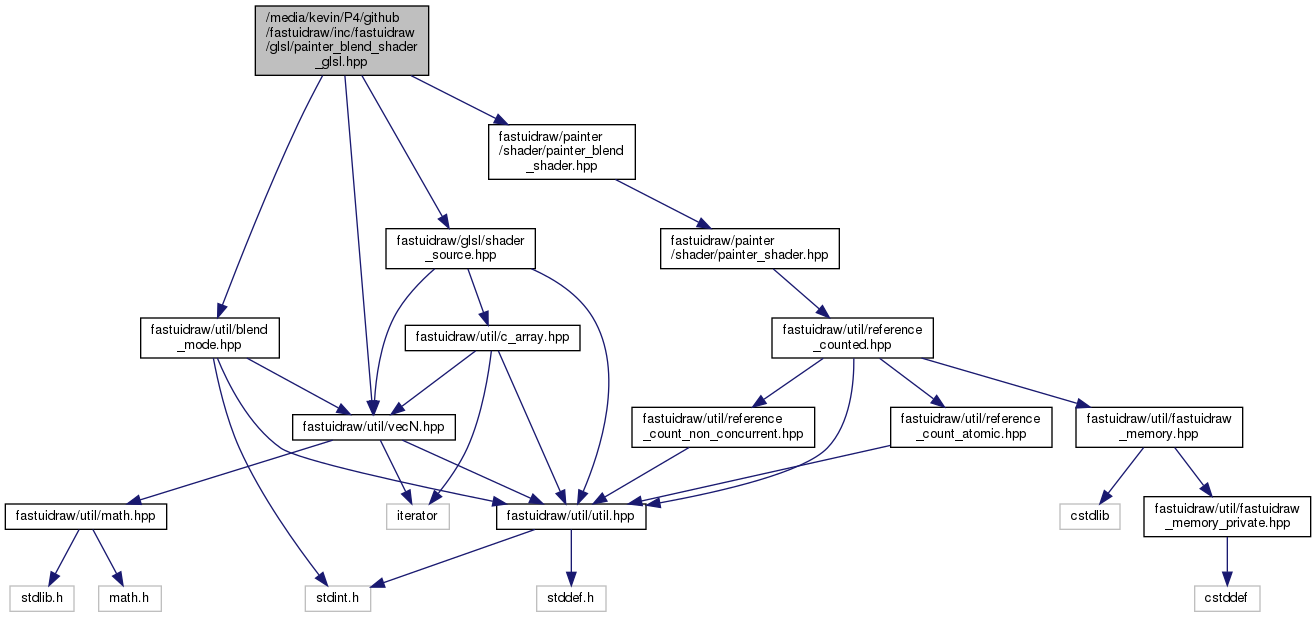 /media/kevin/P4/github
/fastuidraw/inc/fastuidraw
/glsl/painter_blend_shader
_glsl.hpp
fastuidraw/painter
/shader/painter_blend
_shader.hpp
fastuidraw/glsl/shader
_source.hpp
fastuidraw/painter
/shader/painter_shader.hpp
fastuidraw/util/blend
_mode.hpp
fastuidraw/util/c_array.hpp
fastuidraw/util/reference
_counted.hpp
fastuidraw/util/vecN.hpp
fastuidraw/util/reference
_count_non_concurrent.hpp
fastuidraw/util/reference
_count_atomic.hpp
fastuidraw/util/fastuidraw
_memory.hpp
fastuidraw/util/math.hpp
iterator
fastuidraw/util/util.hpp
cstdlib
fastuidraw/util/fastuidraw
_memory_private.hpp
stdlib.h
math.h
stdint.h
stddef.h
cstddef